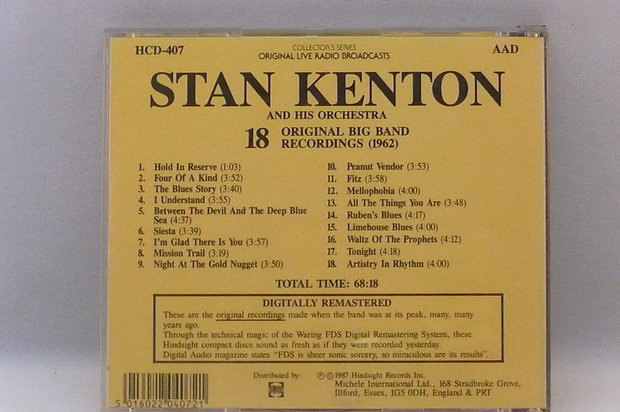 HCD-407
COLLECTOR'S SERIES
AAD
ORIGINAL LIVE RADIO BROADCASTS
STAN KENTON
AND HIS ORCHESTRA
18 ORIGINAL BIG BAND
RECORDINGS (1962)
1. Hold In Reserve (1:03)
2. Four Of A Kind (3:52)
3. The Blues Story (3:40)
4. I Understand (3:55)
5. Between The Devil And The Deep Blue
Sea (4:37)
6. Siesta (3:39)
7. I'm Glad There Is You (3:57)
8. Mission Trail (3:19)
9. Night At The Gold Nugget (3:50)
10. Peanut Vendor (3:53)
11. Fitz (3:58)
12. Mellophobia (4:00)
13. All The Things You Are (3:48)
14. Ruben's Blues (4:17)
15. Limehouse Blues (4:00)
16. Waltz Of The Prophets (4:12)
17. Tonight (4:18)
18. Artistry In Rhythm (4:00)
TOTAL TIME: 68:18
DIGITALLY REMASTERED
These are the original recordings made when the band was at its peak, many, many
years ago.
Through the technical magic of the Waring FDS Digital Remastering System, these
Hindsight compact discs sound as fresh as if they were recorded yesterday.
Digital Audio magazine states "FDS is sheer sonic sorcery, so miraculous are its results".
5 016022 040721
Distributed by:
℗ © 1987 Hindsight Records Inc.
Michele International Ltd., 168 Stradbroke Grove,
Illford, Essex, IG5 0DH, England & PRT